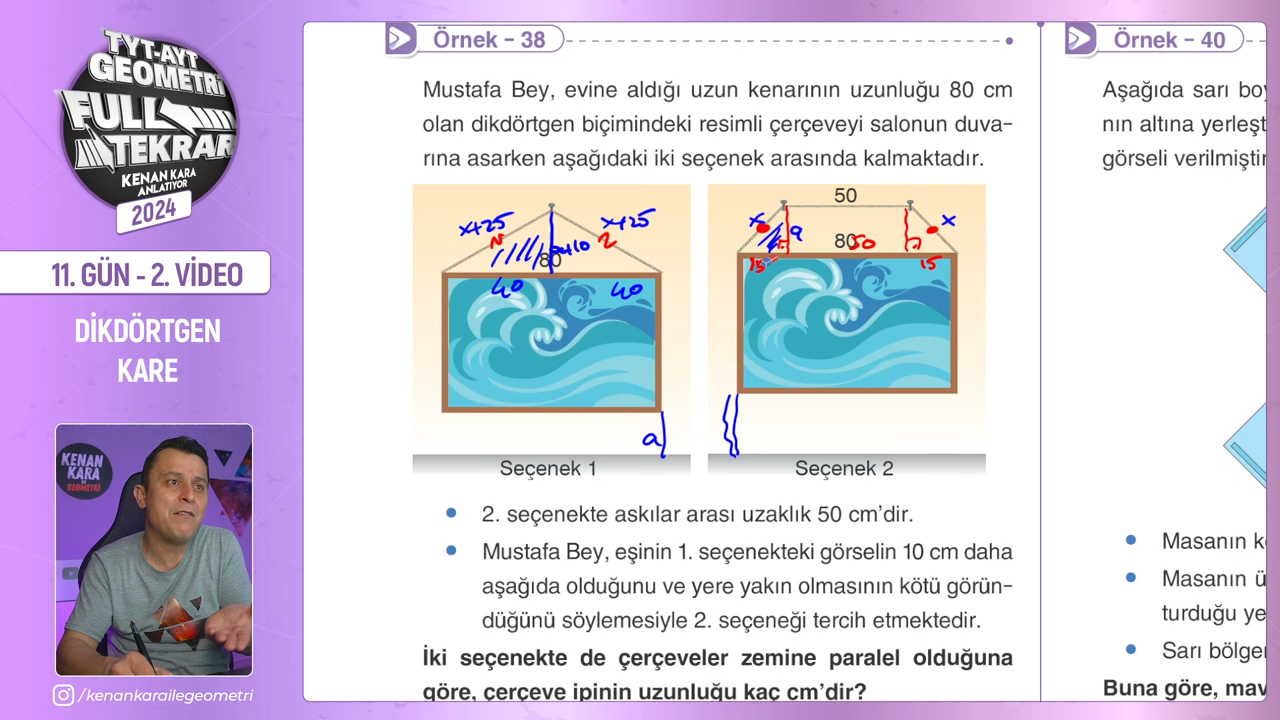 TYT-AYT
GEOMETRİ
FULL
TEKRAR
KENAN KARA
ANLATIYOR
2024
11. GÜN - 2. VİDEO
DİKDÖRTGEN
KARE
KENAN
KARA
GEOMETRİ
/kenankarailegeometri
Örnek – 38
Mustafa Bey, evine aldığı uzun kenarının uzunluğu 80 cm
olan dikdörtgen biçimindeki resimli çerçeveyi salonun duva-
rına asarken aşağıdaki iki seçenek arasında kalmaktadır.
x+25
x+25
a+10
80
40
40
a
Seçenek 1
50
x
x
a
80
50
15
15
Seçenek 2
• 2. seçenekte askılar arası uzaklık 50 cm'dir.
• Mustafa Bey, eşinin 1. seçenekteki görselin 10 cm daha
aşağıda olduğunu ve yere yakın olmasının kötü görün-
düğünü söylemesiyle 2. seçeneği tercih etmektedir.
İki seçenekte de çerçeveler zemine paralel olduğuna
göre, çerçeve ipinin uzunluğu kaç cm'dir?
Örnek – 40
Aşağıda sarı boy
nın altına yerleşt
görseli verilmiştir
• Masanın k
• Masanın ü
turduğu ye
• Sarı bölge
Buna göre, mav